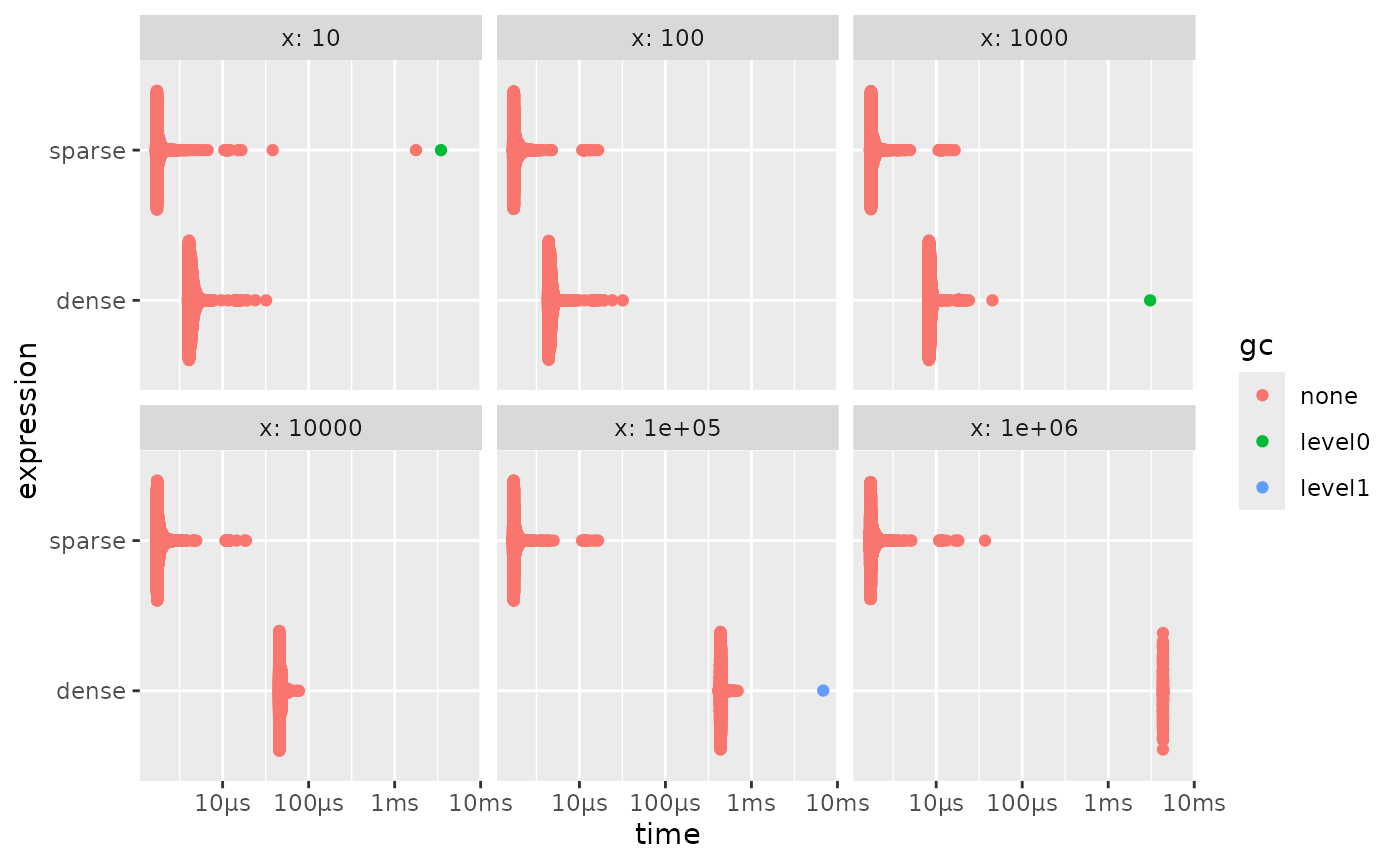 x: 10
x: 100
x: 1000
sparse
dense
x: 10000
x: 1e+05
x: 1e+06
sparse
dense
10µs
100µs
1ms
10ms
10µs
100µs
1ms
10ms
10µs
100µs
1ms
10ms
time
expression
gc
none
level0
level1